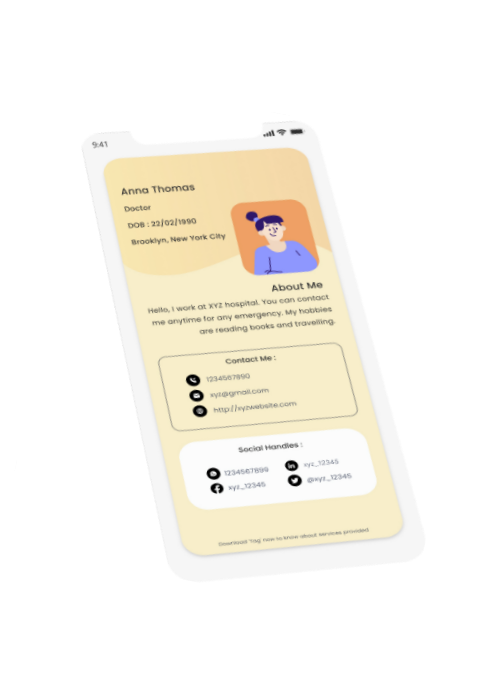 9:41
Anna Thomas
Doctor
DOB : 22/02/1990
Brooklyn, New York City
About Me
Hello, I work at XYZ hospital. You can contact
me anytime for any emergency. My hobbies
are reading books and travelling.
Contact Me :
1234567890
xyz@gmail.com
http://xyzwebsite.com
Social Handles :
1234567899
xyz_12345
xyz_12345
@xyz_12345
Download 'Tag' now to know about services provided